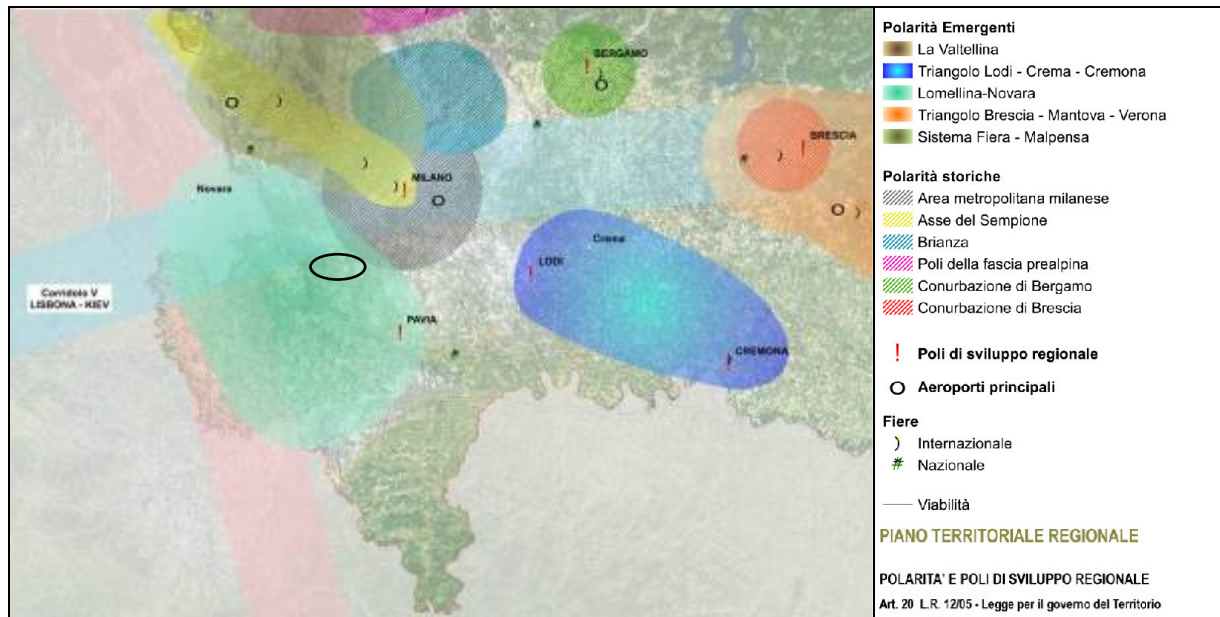 BERGAMO
BRESCIA
MILANO
Novara
Crema
LODI
Corridoio V
LISBONA - KIEV
PAVIA
CREMONA
Polarità Emergenti
La Valtellina
Triangolo Lodi - Crema - Cremona
Lomellina-Novara
Triangolo Brescia - Mantova - Verona
Sistema Fiera - Malpensa
Polarità storiche
Area metropolitana milanese
Asse del Sempione
Brianza
Poli della fascia prealpina
Conurbazione di Bergamo
Conurbazione di Brescia
Poli di sviluppo regionale
Aeroporti principali
Fiere
Internazionale
Nazionale
Viabilità
PIANO TERRITORIALE REGIONALE
POLARITA' E POLI DI SVILUPPO REGIONALE
Art. 20 L.R. 12/05 - Legge per il governo del Territorio